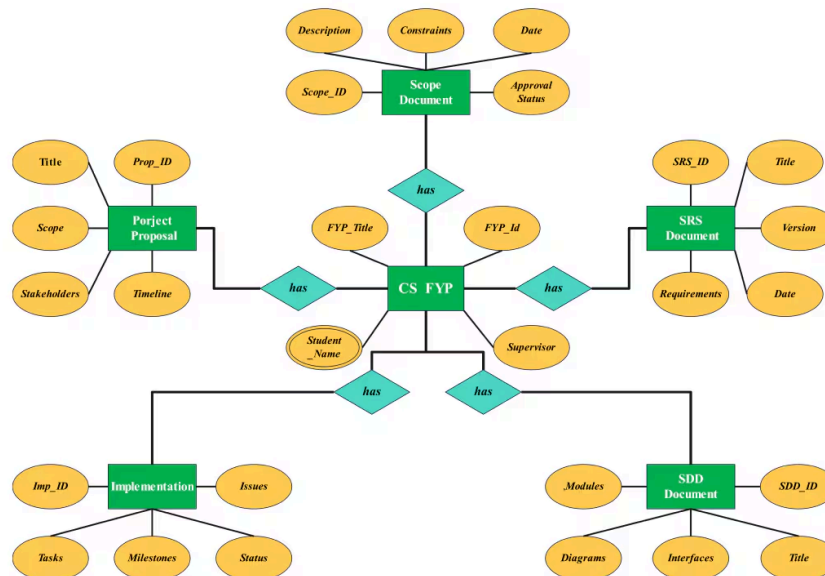 Description
Constraints
Date
Scope_ID
Scope
Document
Approval
Status
has
Title
Prop_ID
Scope
Porject
Proposal
Stakeholders
Timeline
has
FYP_Title
FYP_Id
CS FYP
Student
_Name
Supervisor
has
SRS_ID
Title
SRS
Document
Version
Requirements
Date
has
has
Imp_ID
Implementation
Issues
Tasks
Milestones
Status
Modules
SDD
Document
SDD_ID
Diagrams
Interfaces
Title